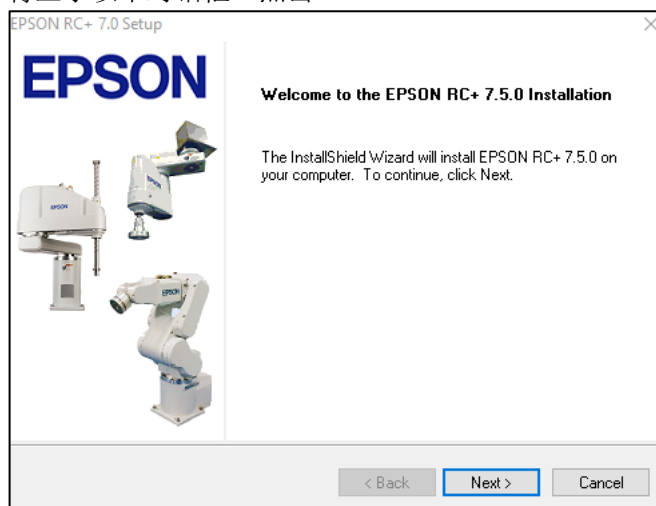 EPSON RC+ 7.0 Setup
EPSON
Welcome to the EPSON RC+ 7.5.0 Installation
The InstallShield Wizard will install EPSON RC+ 7.5.0 on
your computer. To continue, click Next.
EPSON
EPSON
< Back
Next >
Cancel